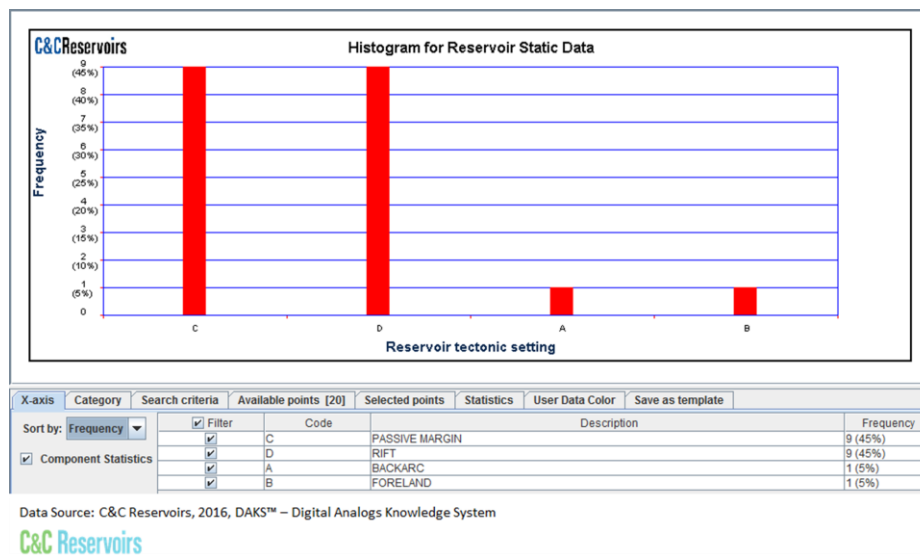 C&CReservoirs
Histogram for Reservoir Static Data
Frequency
9
(45%)
8
(40%)
7
(35%)
6
(30%)
5
(25%)
4
(20%)
3
(15%)
2
(10%)
1
(5%)
0
C D A B
Reservoir tectonic setting
X-axis Category Search criteria Available points [20] Selected points Statistics User Data Color Save as template
Sort by: Frequency
Component Statistics
Filter Code Description Frequency
C PASSIVE MARGIN 9 (45%)
D RIFT 9 (45%)
A BACKARC 1 (5%)
B FORELAND 1 (5%)
Data Source: C&C Reservoirs, 2016, DAKS™ – Digital Analogs Knowledge System
C&C Reservoirs